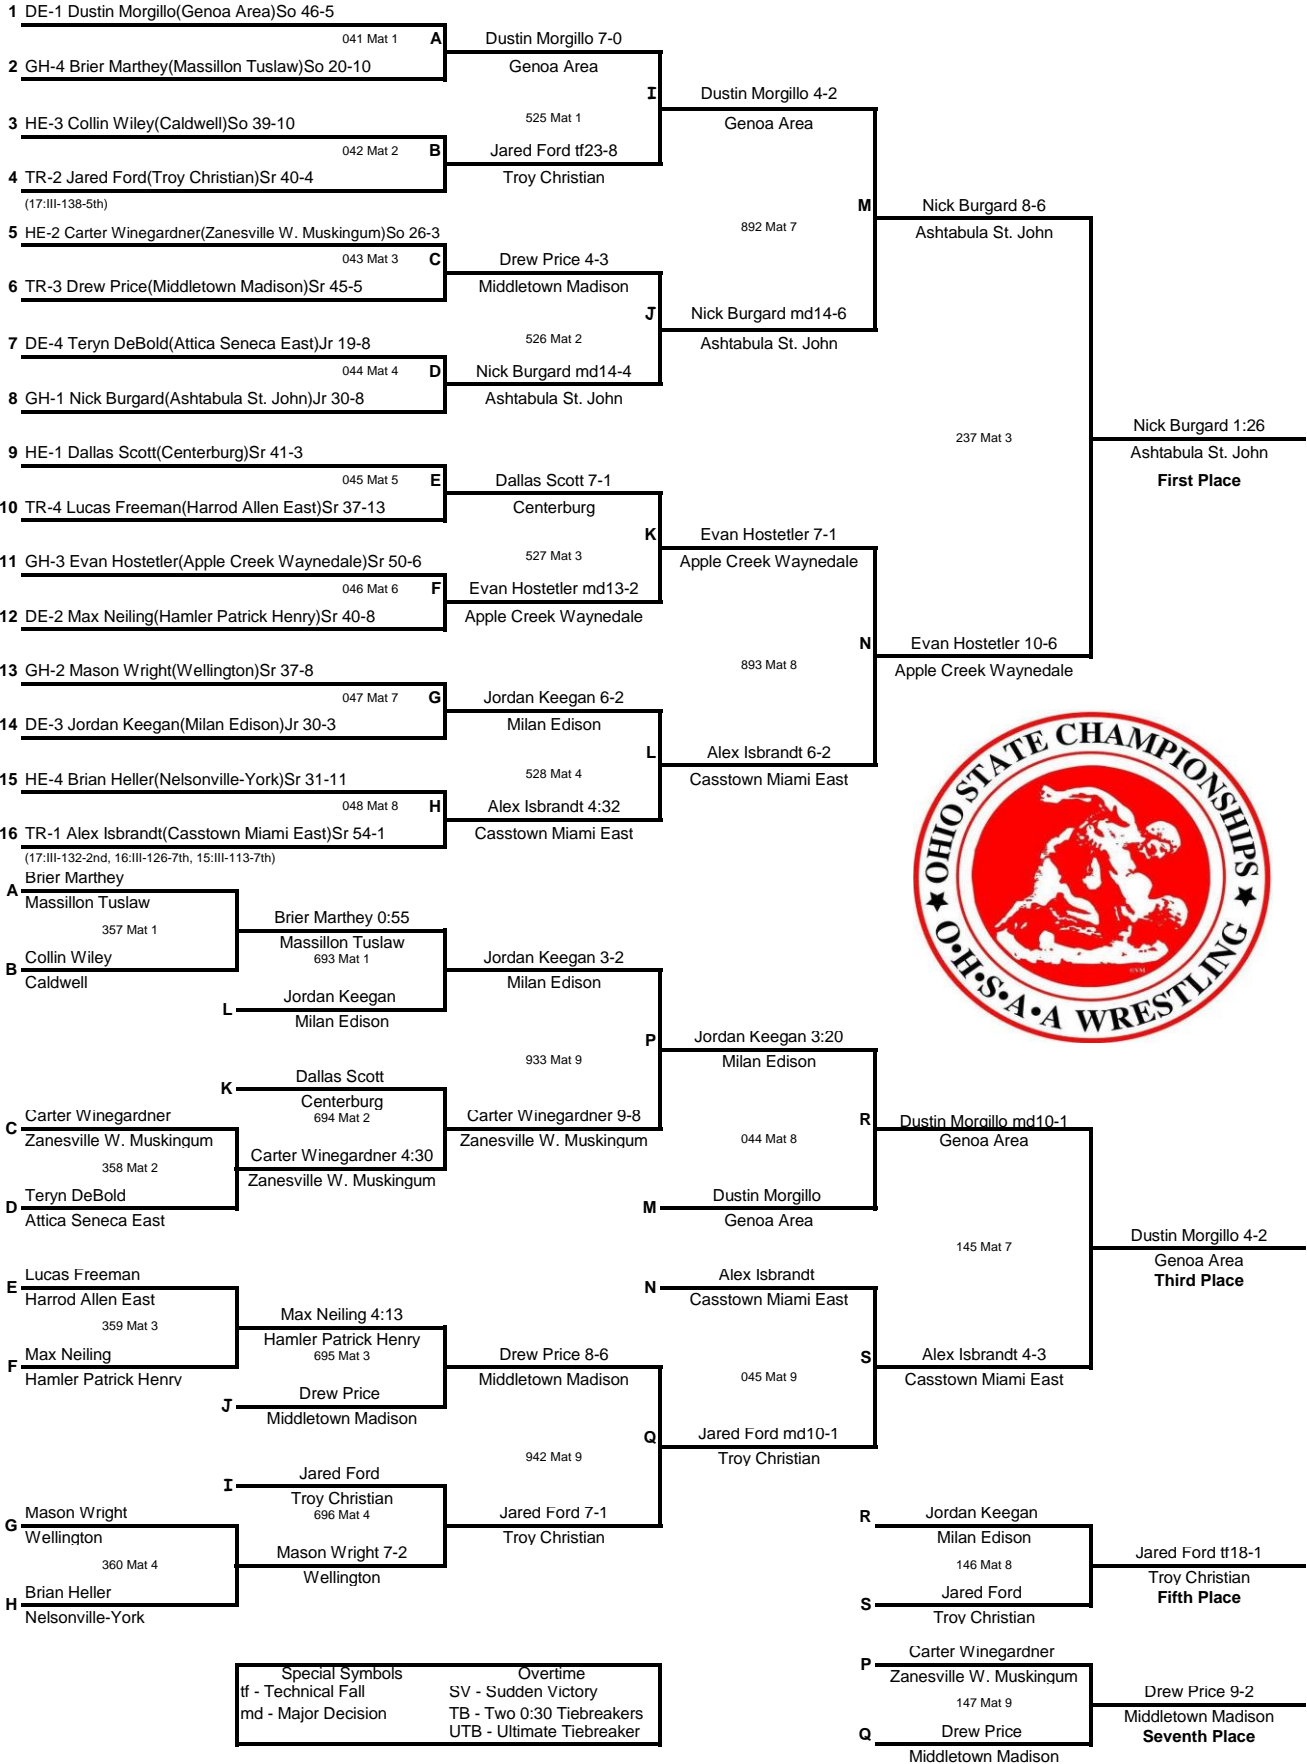 1 DE-1 Dustin Morgillo(Genoa Area)So 46-5
041 Mat 1 A
2 GH-4 Brier Marthey(Massillon Tuslaw)So 20-10
Dustin Morgillo 7-0
Genoa Area
3 HE-3 Collin Wiley(Caldwell)So 39-10
042 Mat 2 B
4 TR-2 Jared Ford(Troy Christian)Sr 40-4
(17:III-138-5th)
525 Mat 1
I
Jared Ford tf23-8
Troy Christian
Dustin Morgillo 4-2
Genoa Area
5 HE-2 Carter Winegardner(Zanesville W. Muskingum)So 26-3
043 Mat 3 C
6 TR-3 Drew Price(Middletown Madison)Sr 45-5
Drew Price 4-3
Middletown Madison
7 DE-4 Teryn DeBold(Attica Seneca East)Jr 19-8
044 Mat 4 D
8 GH-1 Nick Burgard(Ashtabula St. John)Jr 30-8
526 Mat 2
J
Nick Burgard md14-4
Ashtabula St. John
Nick Burgard md14-6
Ashtabula St. John
892 Mat 7
M
Nick Burgard 8-6
Ashtabula St. John
9 HE-1 Dallas Scott(Centerburg)Sr 41-3
045 Mat 5 E
10 TR-4 Lucas Freeman(Harrod Allen East)Sr 37-13
Dallas Scott 7-1
Centerburg
11 GH-3 Evan Hostetler(Apple Creek Waynedale)Sr 50-6
046 Mat 6 F
12 DE-2 Max Neiling(Hamler Patrick Henry)Sr 40-8
527 Mat 3
K
Evan Hostetler md13-2
Apple Creek Waynedale
Evan Hostetler 7-1
Apple Creek Waynedale
13 GH-2 Mason Wright(Wellington)Sr 37-8
047 Mat 7 G
14 DE-3 Jordan Keegan(Milan Edison)Jr 30-3
Jordan Keegan 6-2
Milan Edison
15 HE-4 Brian Heller(Nelsonville-York)Sr 31-11
048 Mat 8 H
16 TR-1 Alex Isbrandt(Casstown Miami East)Sr 54-1
(17:III-132-2nd, 16:III-126-7th, 15:III-113-7th)
528 Mat 4
L
Alex Isbrandt 4:32
Casstown Miami East
Alex Isbrandt 6-2
Casstown Miami East
893 Mat 8
N
Evan Hostetler 10-6
Apple Creek Waynedale
237 Mat 3
Nick Burgard 1:26
Ashtabula St. John
First Place
OHIO STATE CHAMPIONSHIPS
★ O•H•S•A•A WRESTLING ★
A Brier Marthey
Massillon Tuslaw
357 Mat 1
B Collin Wiley
Caldwell
Brier Marthey 0:55
Massillon Tuslaw
693 Mat 1
L Jordan Keegan
Milan Edison
Jordan Keegan 3-2
Milan Edison
K Dallas Scott
Centerburg
694 Mat 2
C Carter Winegardner
Zanesville W. Muskingum
358 Mat 2
D Teryn DeBold
Attica Seneca East
Carter Winegardner 4:30
Zanesville W. Muskingum
Carter Winegardner 9-8
Zanesville W. Muskingum
933 Mat 9
P
Jordan Keegan 3:20
Milan Edison
044 Mat 8
R
M Dustin Morgillo
Genoa Area
Dustin Morgillo md10-1
Genoa Area
E Lucas Freeman
Harrod Allen East
359 Mat 3
F Max Neiling
Hamler Patrick Henry
Max Neiling 4:13
Hamler Patrick Henry
695 Mat 3
J Drew Price
Middletown Madison
Drew Price 8-6
Middletown Madison
I Jared Ford
Troy Christian
696 Mat 4
G Mason Wright
Wellington
360 Mat 4
H Brian Heller
Nelsonville-York
Mason Wright 7-2
Wellington
Jared Ford 7-1
Troy Christian
942 Mat 9
Q
N Alex Isbrandt
Casstown Miami East
045 Mat 9
S
Jared Ford md10-1
Troy Christian
Alex Isbrandt 4-3
Casstown Miami East
145 Mat 7
Dustin Morgillo 4-2
Genoa Area
Third Place
R Jordan Keegan
Milan Edison
146 Mat 8
S Jared Ford
Troy Christian
Jared Ford tf18-1
Troy Christian
Fifth Place
P Carter Winegardner
Zanesville W. Muskingum
147 Mat 9
Q Drew Price
Middletown Madison
Drew Price 9-2
Middletown Madison
Seventh Place
Special Symbols Overtime
tf - Technical Fall SV - Sudden Victory
md - Major Decision TB - Two 0:30 Tiebreakers
UTB - Ultimate Tiebreaker